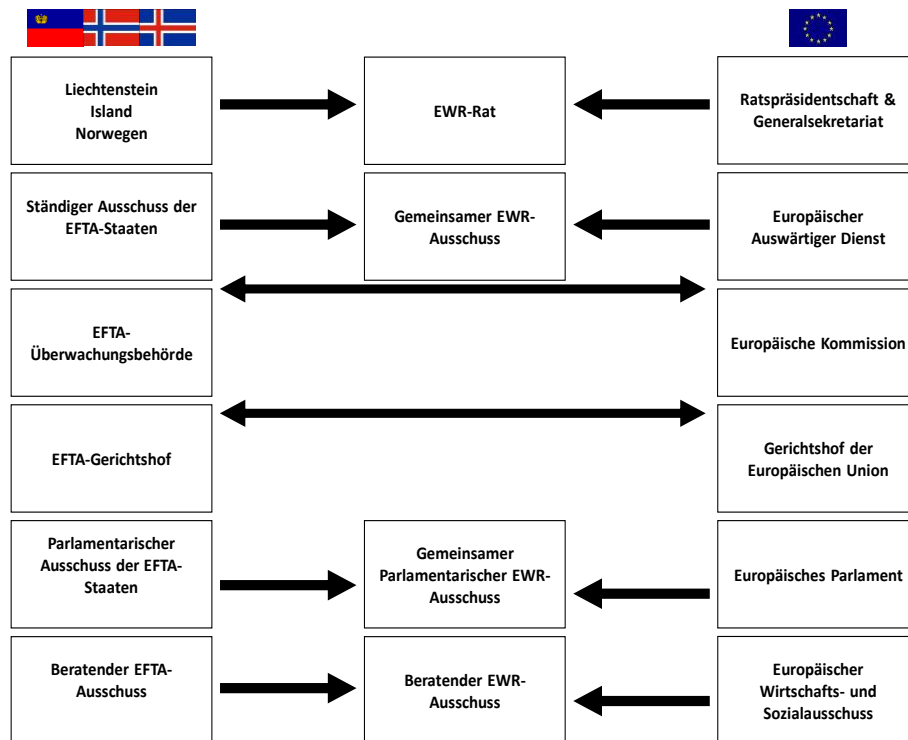 Liechtenstein
Island
Norwegen
EWR-Rat
Ratspräsidentschaft &
Generalsekretariat
Ständiger Ausschuss der
EFTA-Staaten
Gemeinsamer EWR-
Ausschuss
Europäischer
Auswärtiger Dienst
EFTA-
Überwachungsbehörde
Europäische Kommission
EFTA-Gerichtshof
Gerichtshof der
Europäischen Union
Parlamentarischer
Ausschuss der EFTA-
Staaten
Gemeinsamer
Parlamentarischer EWR-
Ausschuss
Europäisches Parlament
Beratender EFTA-
Ausschuss
Beratender EWR-
Ausschuss
Europäischer
Wirtschafts- und
Sozialausschuss